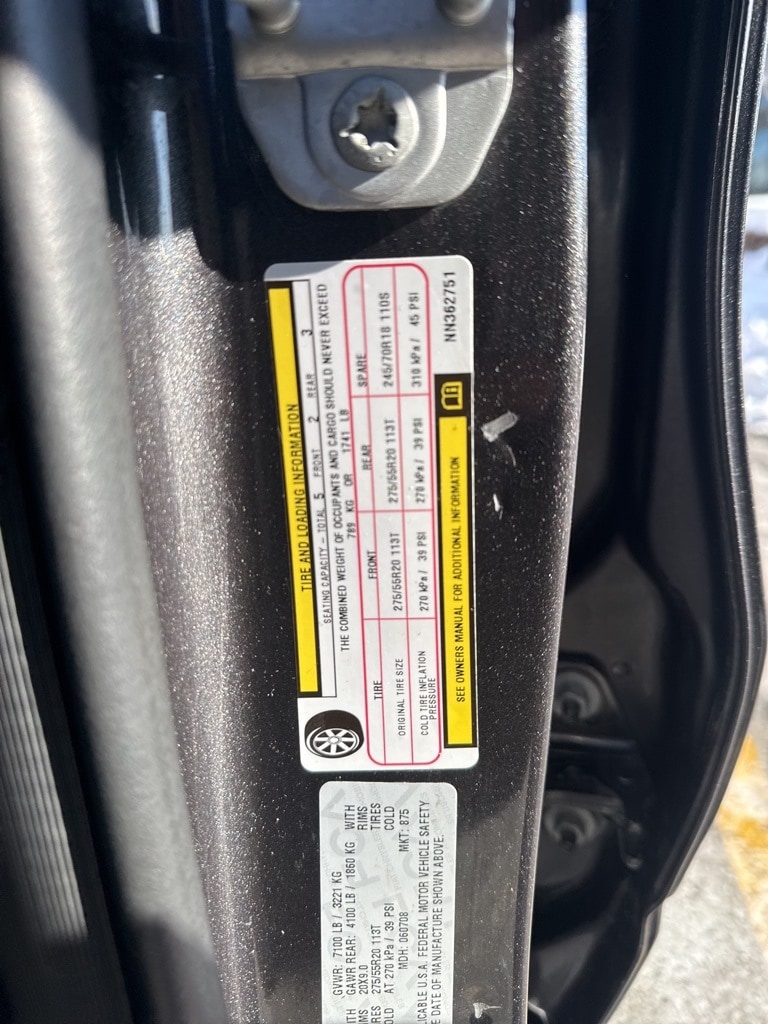 TIRE AND LOADING INFORMATION
SEATING CAPACITY – TOTAL 5 FRONT 2 REAR 3
THE COMBINED WEIGHT OF OCCUPANTS AND CARGO SHOULD NEVER EXCEED
789 KG OR 1741 LB
TIRE FRONT REAR SPARE
ORIGINAL TIRE SIZE 275/55R20 113T 275/55R20 113T 245/70R18 110S
COLD TIRE INFLATION
PRESSURE 270 kPa / 39 PSI 270 kPa / 39 PSI 310 kPa / 45 PSI
SEE OWNERS MANUAL FOR ADDITIONAL INFORMATION
NN362751
GVWR: 7100 LB / 3221 KG
GAWR REAR: 4100 LB / 1860 KG WITH
20X9.0 RIMS
275/55R20 113T TIRES
AT 270 kPa / 39 PSI COLD
MDH: 060708 MKT: 875
U.S.A. FEDERAL MOTOR VEHICLE SAFETY
DATE OF MANUFACTURE SHOWN ABOVE.